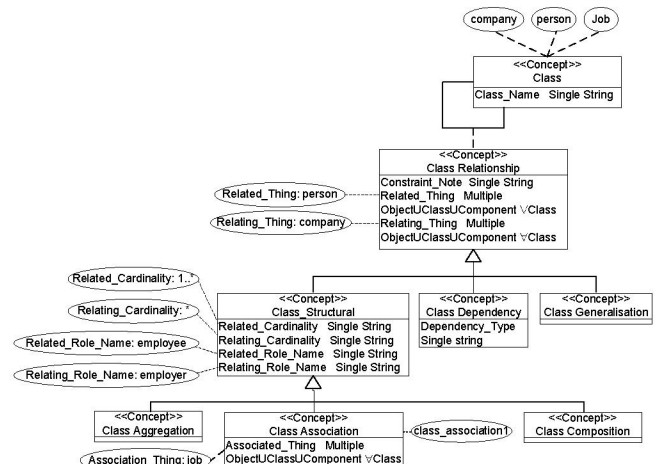 company person Job
<<Concept>>
Class
Class_Name Single String
<<Concept>>
Class Relationship
Constraint_Note Single String
Related_Thing Multiple
ObjectUClassUComponent ∀Class
Relating_Thing Multiple
ObjectUClassUComponent ∀Class
Related_Thing: person
Relating_Thing: company
Related_Cardinality: 1..*
Relating_Cardinality: *
Related_Role_Name: employee
Relating_Role_Name: employer
<<Concept>>
Class_Structural
Related_Cardinality Single String
Relating_Cardinality Single String
Related_Role_Name Single String
Relating_Role_Name Single String
<<Concept>>
Class Dependency
Dependency_Type
Single string
<<Concept>>
Class Generalisation
<<Concept>>
Class Aggregation
<<Concept>>
Class Association
Associated_Thing Multiple
ObjectUClassUComponent ∀Class
class_association1
<<Concept>>
Class Composition
Association_Thing: job